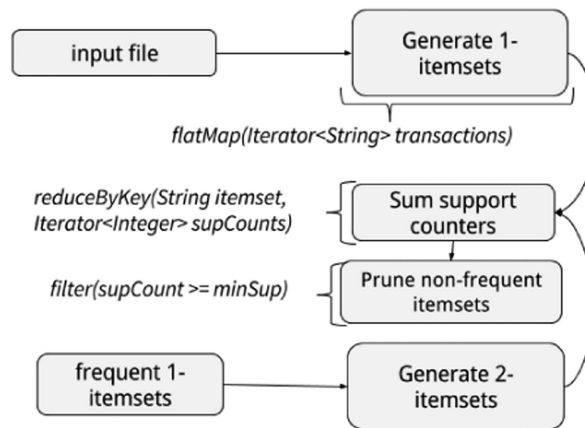 input file
Generate 1-
itemsets
flatMap(Iterator<String> transactions)
reduceByKey(String itemset,
Iterator<Integer> supCounts)
Sum support
counters
filter(supCount >= minSup)
Prune non-frequent
itemsets
frequent 1-
itemsets
Generate 2-
itemsets